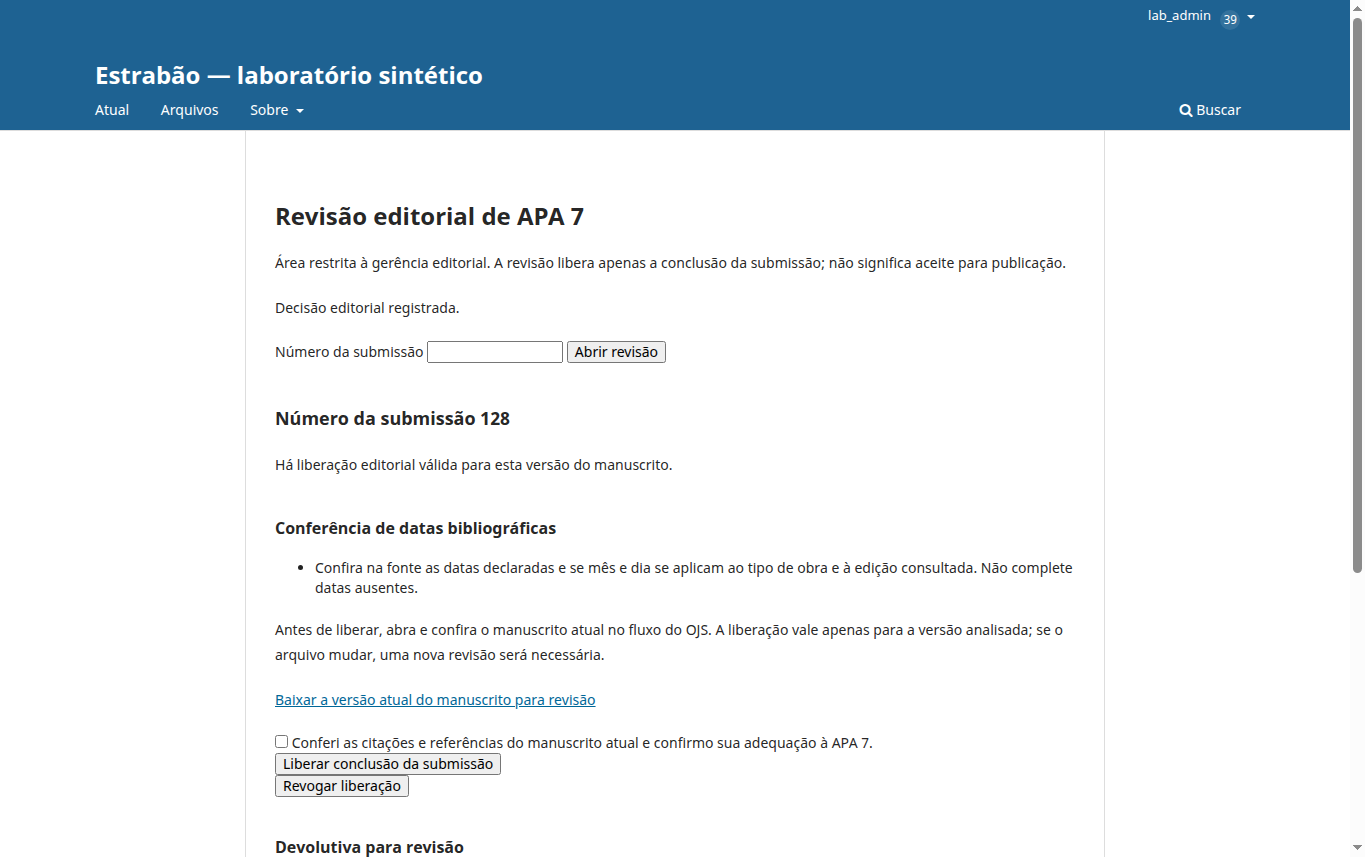 lab_admin 39
Estrabão — laboratório sintético
Atual Arquivos Sobre Buscar
Revisão editorial de APA 7
Área restrita à gerência editorial. A revisão libera apenas a conclusão da submissão; não significa aceite para publicação.
Decisão editorial registrada.
Número da submissão Abrir revisão
Número da submissão 128
Há liberação editorial válida para esta versão do manuscrito.
Conferência de datas bibliográficas
Confira na fonte as datas declaradas e se mês e dia se aplicam ao tipo de obra e à edição consultada. Não complete
datas ausentes.
Antes de liberar, abra e confira o manuscrito atual no fluxo do OJS. A liberação vale apenas para a versão analisada; se o
arquivo mudar, uma nova revisão será necessária.
Baixar a versão atual do manuscrito para revisão
Conferi as citações e referências do manuscrito atual e confirmo sua adequação à APA 7.
Liberar conclusão da submissão
Revogar liberação
Devolutiva para revisão